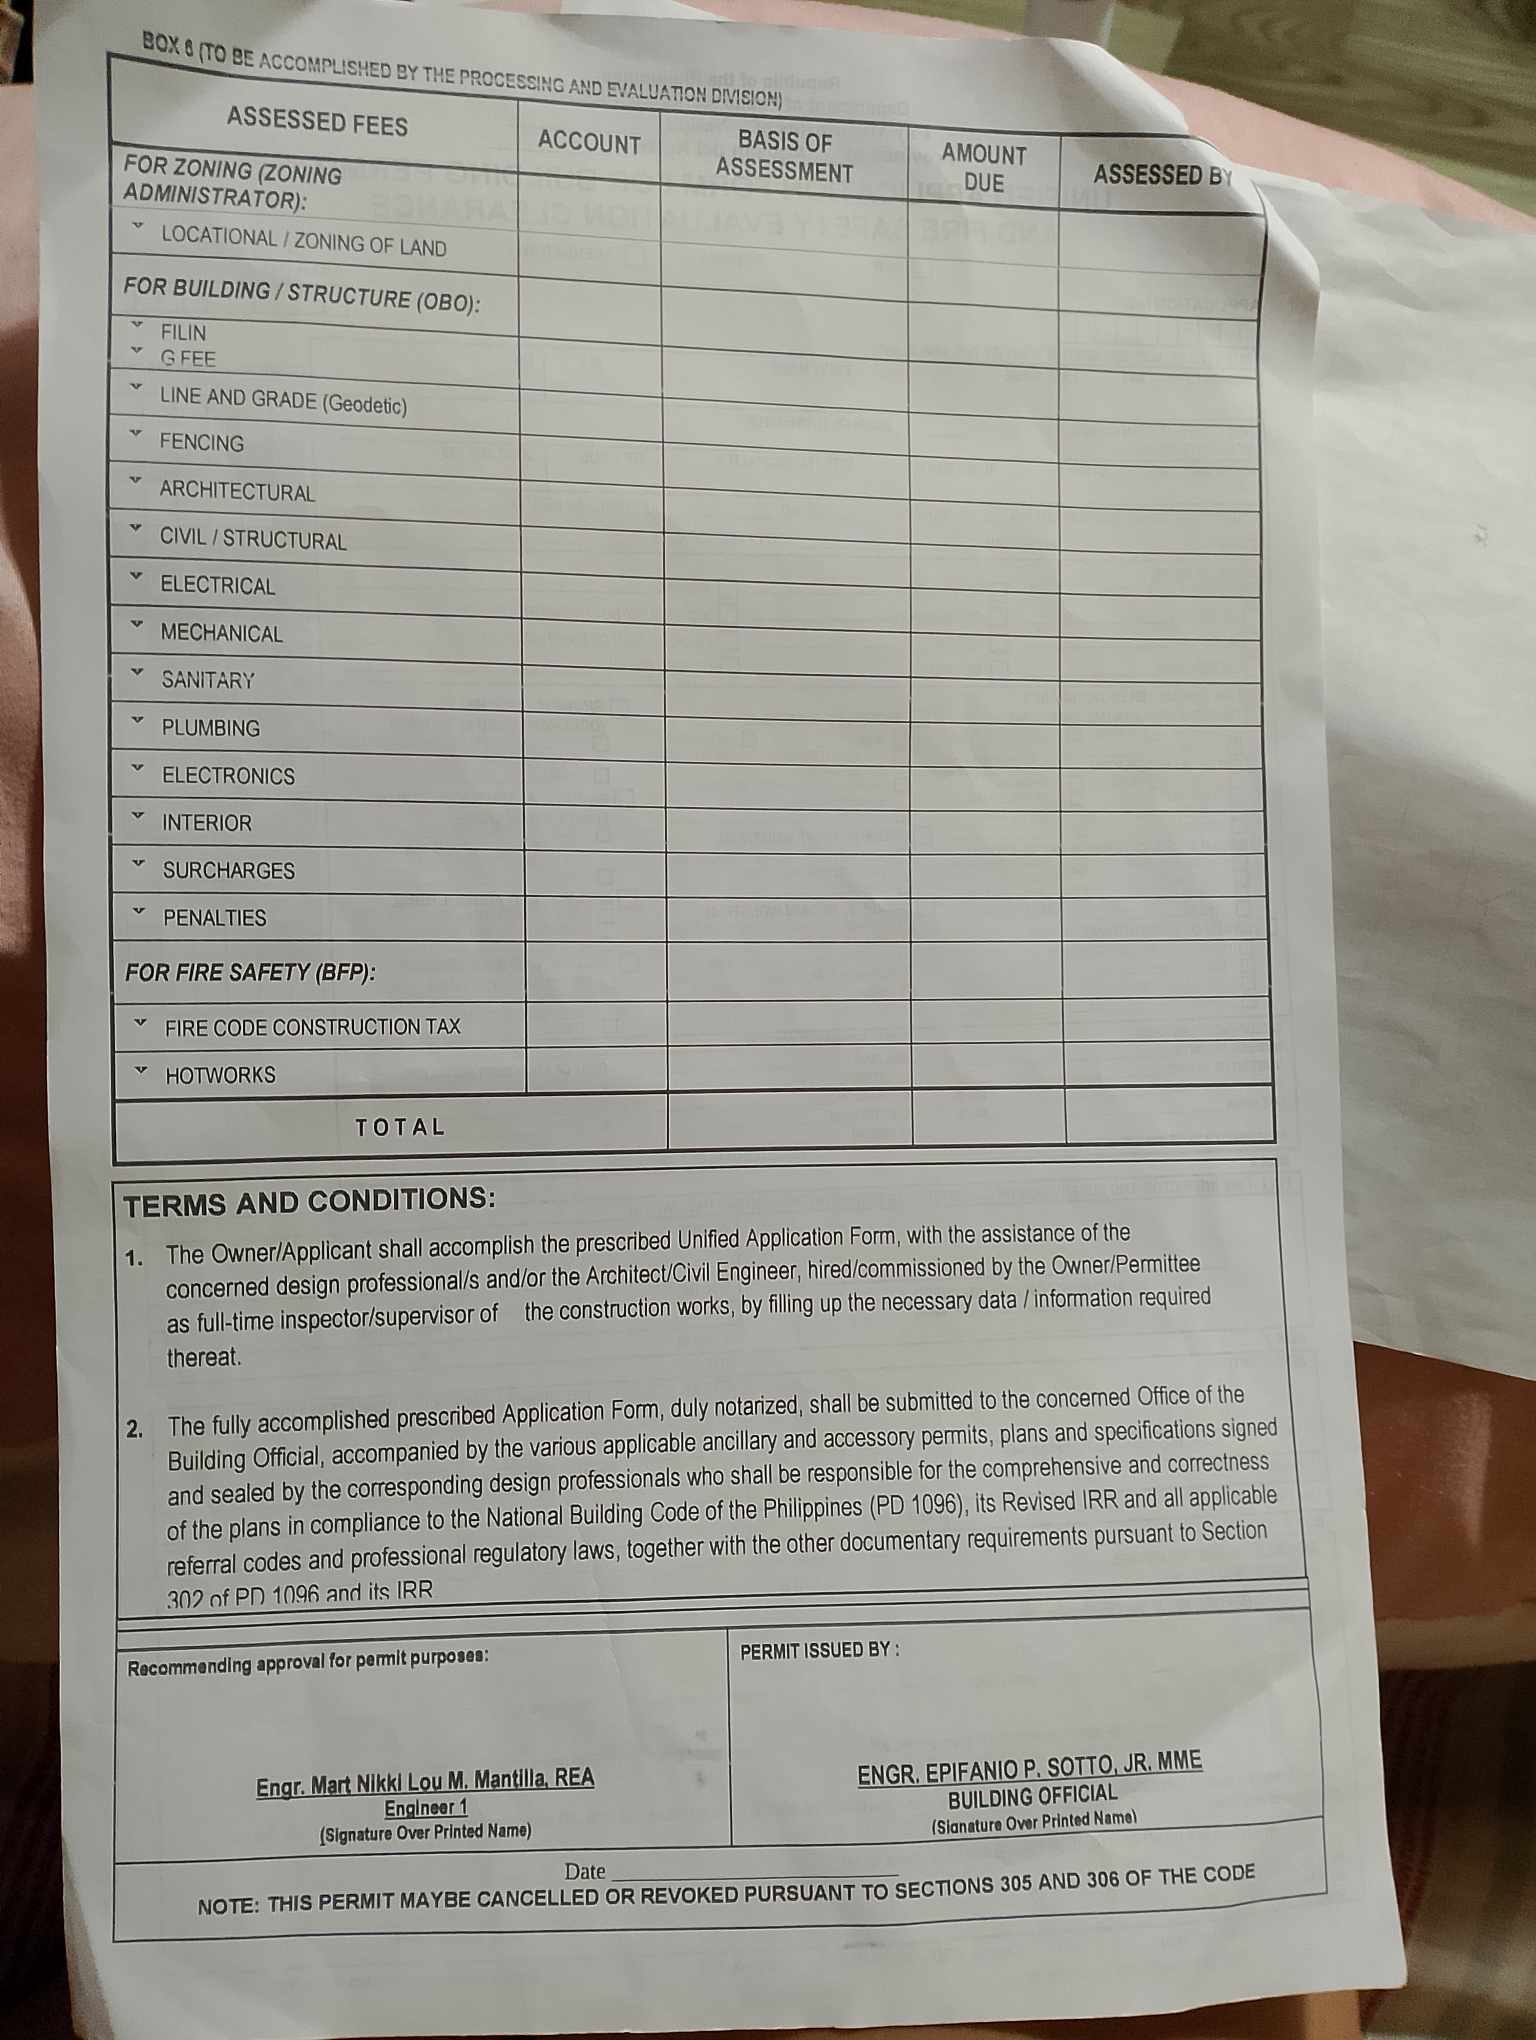 BOX 6 (TO BE ACCOMPLISHED BY THE PROCESSING AND EVALUATION DIVISION)
ASSESSED FEES
ACCOUNT
BASIS OF
ASSESSMENT
AMOUNT
DUE
ASSESSED BY
FOR ZONING (ZONING
ADMINISTRATOR):
LOCATIONAL / ZONING OF LAND
FOR BUILDING / STRUCTURE (OBO):
FILIN
G FEE
LINE AND GRADE (Geodetic)
FENCING
ARCHITECTURAL
CIVIL / STRUCTURAL
ELECTRICAL
MECHANICAL
SANITARY
PLUMBING
ELECTRONICS
INTERIOR
SURCHARGES
PENALTIES
FOR FIRE SAFETY (BFP):
FIRE CODE CONSTRUCTION TAX
HOTWORKS
TOTAL
TERMS AND CONDITIONS:
1. The Owner/Applicant shall accomplish the prescribed Unified Application Form, with the assistance of the
concerned design professional/s and/or the Architect/Civil Engineer, hired/commissioned by the Owner/Permittee
as full-time inspector/supervisor of the construction works, by filling up the necessary data / information required
thereat.
2. The fully accomplished prescribed Application Form, duly notarized, shall be submitted to the concerned Office of the
Building Official, accompanied by the various applicable ancillary and accessory permits, plans and specifications signed
and sealed by the corresponding design professionals who shall be responsible for the comprehensive and correctness
of the plans in compliance to the National Building Code of the Philippines (PD 1096), its Revised IRR and all applicable
referral codes and professional regulatory laws, together with the other documentary requirements pursuant to Section
302 of PD 1096 and its IRR
Recommending approval for permit purposes:
Engr. Mart Nikki Lou M. Mantilla, REA
Engineer 1
(Signature Over Printed Name)
PERMIT ISSUED BY :
ENGR. EPIFANIO P. SOTTO, JR. MME
BUILDING OFFICIAL
(Signature Over Printed Name)
Date
NOTE: THIS PERMIT MAYBE CANCELLED OR REVOKED PURSUANT TO SECTIONS 305 AND 306 OF THE CODE